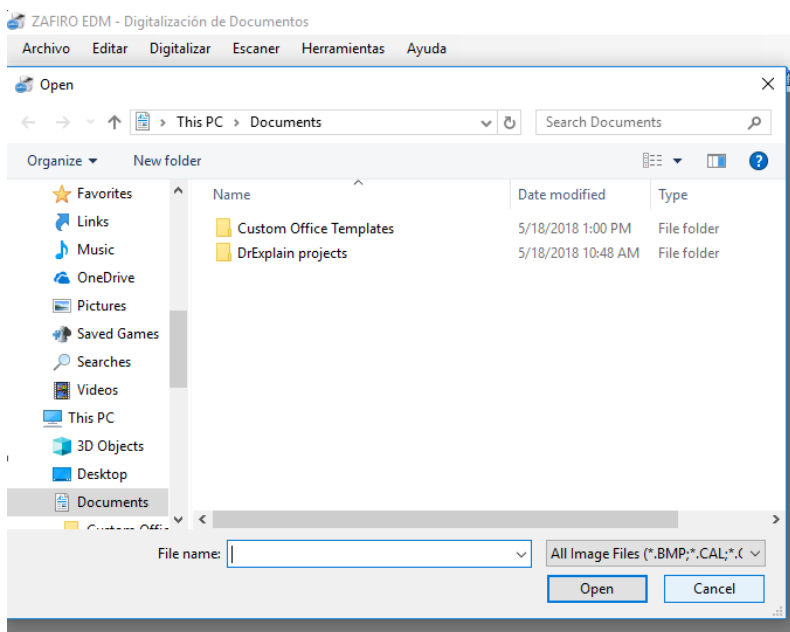 ZAFIRO EDM - Digitalización de Documentos
Archivo Editar Digitalizar Escaner Herramientas Ayuda
Open
This PC > Documents
Search Documents
Organize New folder
Favorites
Links
Music
OneDrive
Pictures
Saved Games
Searches
Videos
This PC
3D Objects
Desktop
Documents
Name Date modified Type
Custom Office Templates 5/18/2018 1:00 PM File folder
DrExplain projects 5/18/2018 10:48 AM File folder
File name: All Image Files (*.BMP;*.CAL;*.
Open Cancel